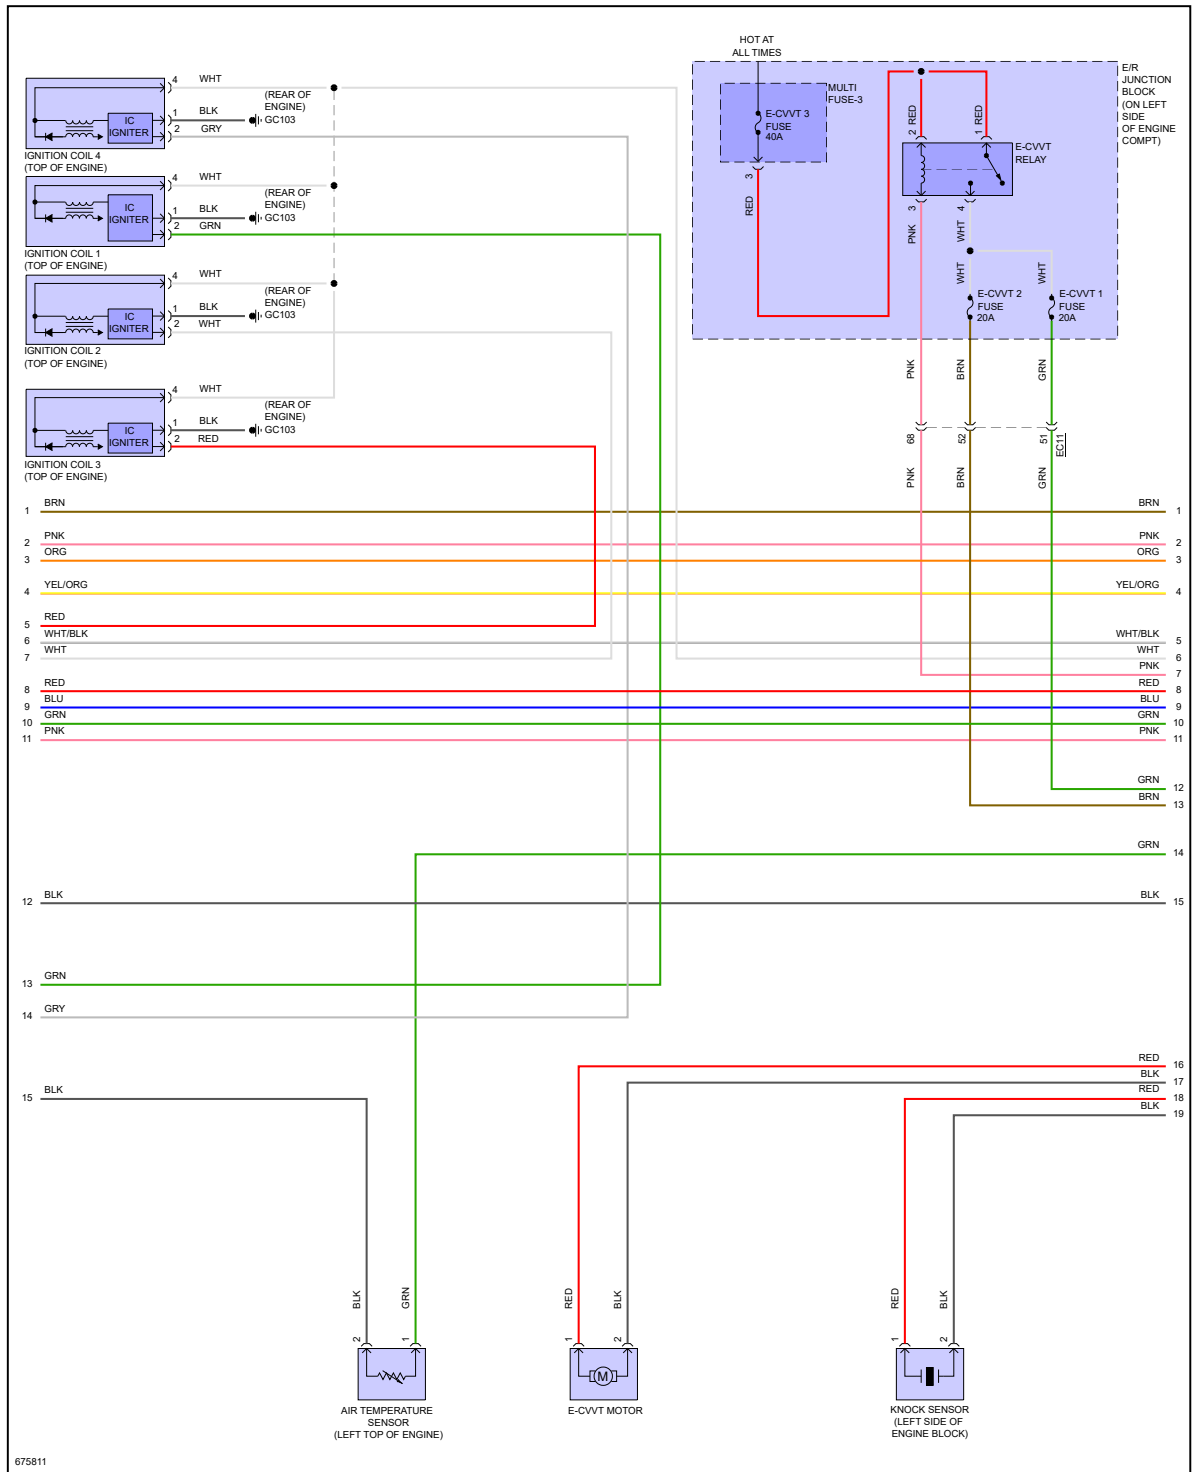 4 WHT
1 BLK
2 GRY
IC
IGNITER
(REAR OF
ENGINE)
GC103
IGNITION COIL 4
(TOP OF ENGINE)
4 WHT
1 BLK
2 GRN
IC
IGNITER
(REAR OF
ENGINE)
GC103
IGNITION COIL 1
(TOP OF ENGINE)
4 WHT
1 BLK
2 WHT
IC
IGNITER
(REAR OF
ENGINE)
GC103
IGNITION COIL 2
(TOP OF ENGINE)
4 WHT
1 BLK
2 RED
IC
IGNITER
(REAR OF
ENGINE)
GC103
IGNITION COIL 3
(TOP OF ENGINE)
HOT AT
ALL TIMES
MULTI
FUSE-3
E-CVVT 3
FUSE
40A
3
RED
2 RED
1 RED
E-CVVT
RELAY
E/R
JUNCTION
BLOCK
(ON LEFT
SIDE
OF ENGINE
COMPT)
3
PNK
4
WHT
WHT
WHT
E-CVVT 2
FUSE
20A
E-CVVT 1
FUSE
20A
PNK
BRN
GRN
68
52
51
EC11
PNK
BRN
GRN
1 BRN BRN 1
2 PNK PNK 2
3 ORG ORG 3
4 YEL/ORG YEL/ORG 4
5 RED
6 WHT/BLK WHT/BLK 5
7 WHT WHT 6
PNK 7
8 RED RED 8
9 BLU BLU 9
10 GRN GRN 10
11 PNK PNK 11
GRN 12
BRN 13
GRN 14
12 BLK BLK 15
13 GRN
14 GRY
RED 16
BLK 17
15 BLK RED 18
BLK 19
BLK
GRN
RED
BLK
RED
BLK
2
1
1
2
1
2
M
AIR TEMPERATURE
SENSOR
(LEFT TOP OF ENGINE)
E-CVVT MOTOR
KNOCK SENSOR
(LEFT SIDE OF
ENGINE BLOCK)
675811